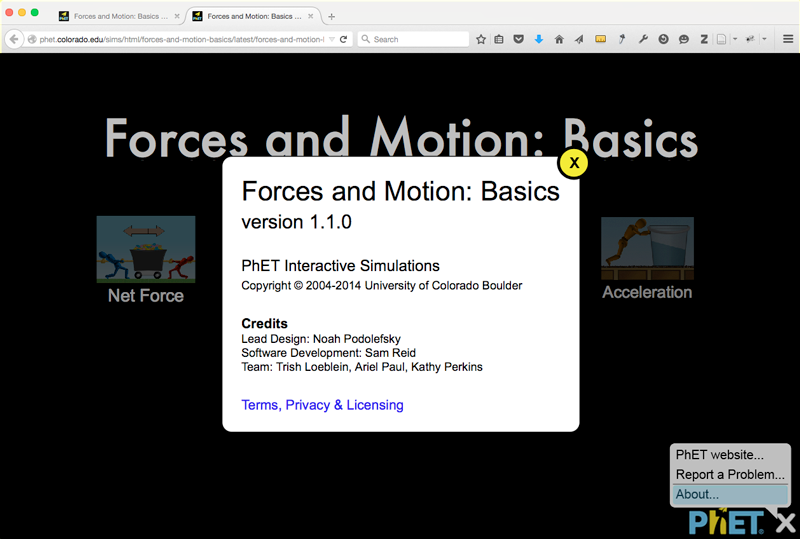 Forces and Motion: Basics ...
Forces and Motion: Basics ...
phet.colorado.edu/sims/html/forces-and-motion-basics/latest/forces-and-motion-
Search
Forces and Motion: Basics
X
Forces and Motion: Basics
version 1.1.0
PhET Interactive Simulations
Copyright © 2004-2014 University of Colorado Boulder
Credits
Lead Design: Noah Podolefsky
Software Development: Sam Reid
Team: Trish Loeblein, Ariel Paul, Kathy Perkins
Terms, Privacy & Licensing
Net Force
Acceleration
PhET website...
Report a Problem...
About...
PhET